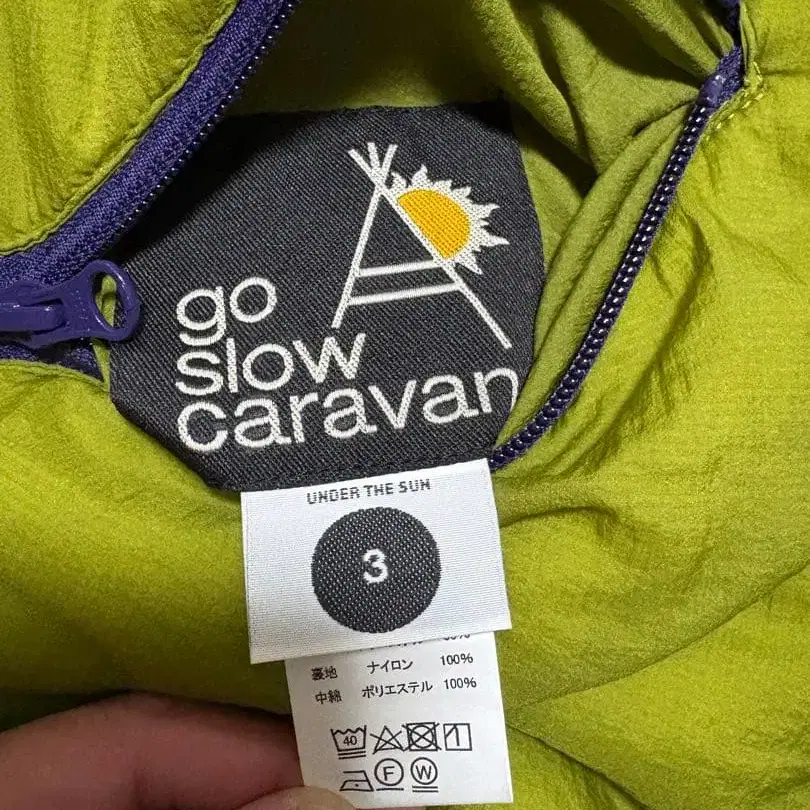 go
slow
caravan
UNDER THE SUN
3
裏地 ナイロン 100%
中綿 ポリエステル 100%
40
F W